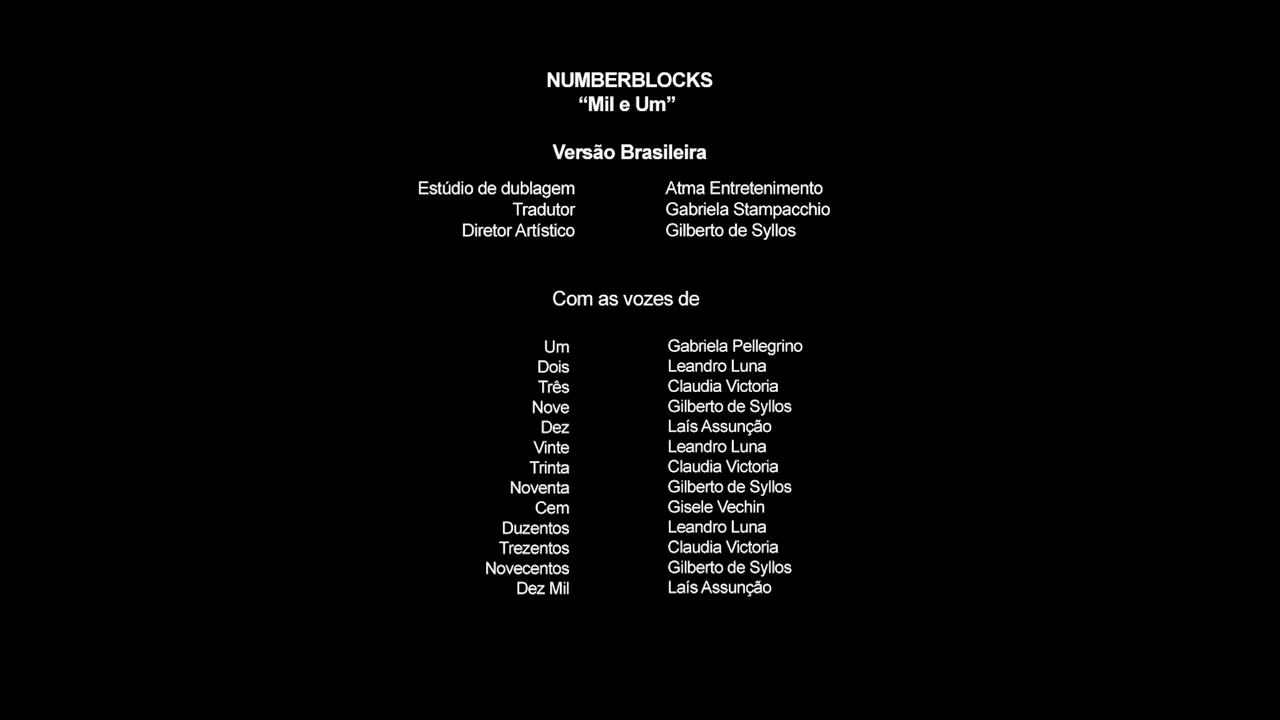 NUMBERBLOCKS
“Mil e Um”
Versão Brasileira
Estúdio de dublagem Atma Entretenimento
Tradutor Gabriela Stampacchio
Diretor Artístico Gilberto de Syllos
Com as vozes de
Um Gabriela Pellegrino
Dois Leandro Luna
Três Claudia Victoria
Nove Gilberto de Syllos
Dez Laís Assunção
Vinte Leandro Luna
Trinta Claudia Victoria
Noventa Gilberto de Syllos
Cem Gisele Vechin
Duzentos Leandro Luna
Trezentos Claudia Victoria
Novecentos Gilberto de Syllos
Dez Mil Laís Assunção